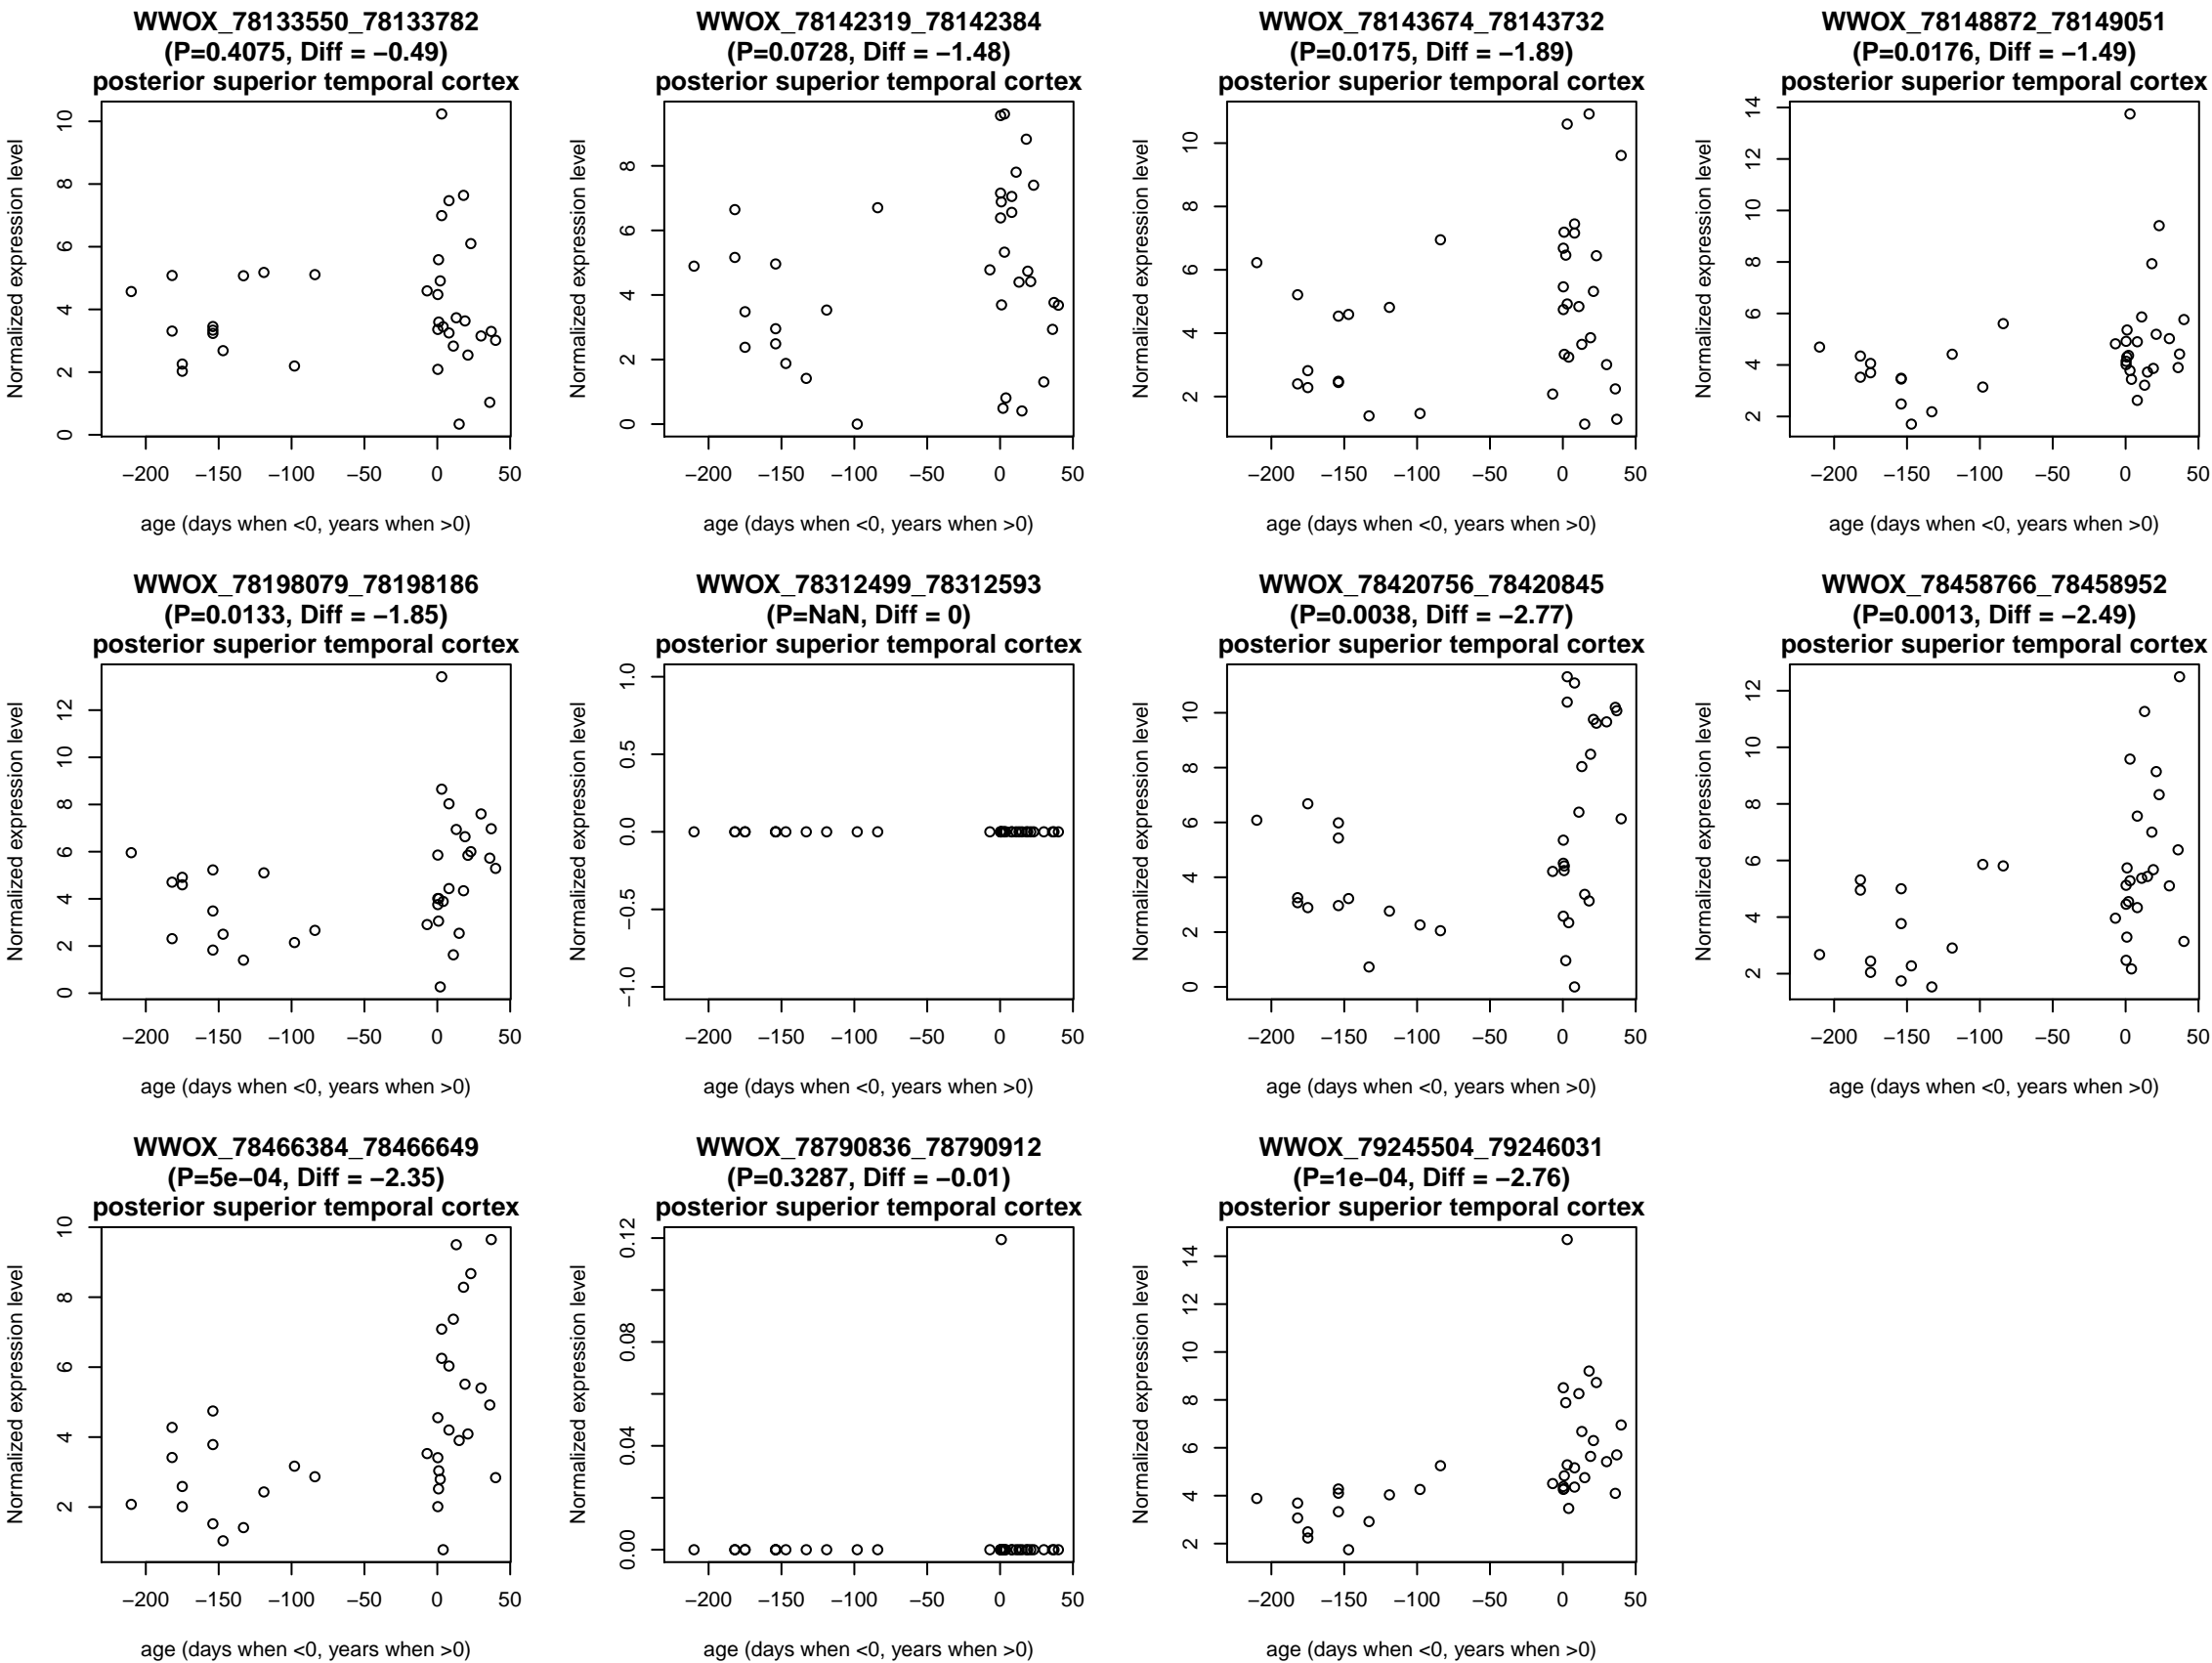 WWOX_78133550_78133782
(P=0.4075, Diff = −0.49)
posterior superior temporal cortex
Normalized expression level
0 2 4 6 8 10
−200 −150 −100 −50 0 50
age (days when <0, years when >0)
WWOX_78142319_78142384
(P=0.0728, Diff = −1.48)
posterior superior temporal cortex
Normalized expression level
0 2 4 6 8
−200 −150 −100 −50 0 50
age (days when <0, years when >0)
WWOX_78143674_78143732
(P=0.0175, Diff = −1.89)
posterior superior temporal cortex
Normalized expression level
2 4 6 8 10
−200 −150 −100 −50 0 50
age (days when <0, years when >0)
WWOX_78148872_78149051
(P=0.0176, Diff = −1.49)
posterior superior temporal cortex
Normalized expression level
2 4 6 8 10 12 14
−200 −150 −100 −50 0 50
age (days when <0, years when >0)
WWOX_78198079_78198186
(P=0.0133, Diff = −1.85)
posterior superior temporal cortex
Normalized expression level
0 2 4 6 8 10 12
−200 −150 −100 −50 0 50
age (days when <0, years when >0)
WWOX_78312499_78312593
(P=NaN, Diff = 0)
posterior superior temporal cortex
Normalized expression level
−1.0 −0.5 0.0 0.5 1.0
−200 −150 −100 −50 0 50
age (days when <0, years when >0)
WWOX_78420756_78420845
(P=0.0038, Diff = −2.77)
posterior superior temporal cortex
Normalized expression level
0 2 4 6 8 10
−200 −150 −100 −50 0 50
age (days when <0, years when >0)
WWOX_78458766_78458952
(P=0.0013, Diff = −2.49)
posterior superior temporal cortex
Normalized expression level
2 4 6 8 10 12
−200 −150 −100 −50 0 50
age (days when <0, years when >0)
WWOX_78466384_78466649
(P=5e−04, Diff = −2.35)
posterior superior temporal cortex
Normalized expression level
2 4 6 8 10
−200 −150 −100 −50 0 50
age (days when <0, years when >0)
WWOX_78790836_78790912
(P=0.3287, Diff = −0.01)
posterior superior temporal cortex
Normalized expression level
0.00 0.04 0.08 0.12
−200 −150 −100 −50 0 50
age (days when <0, years when >0)
WWOX_79245504_79246031
(P=1e−04, Diff = −2.76)
posterior superior temporal cortex
Normalized expression level
2 4 6 8 10 12 14
−200 −150 −100 −50 0 50
age (days when <0, years when >0)